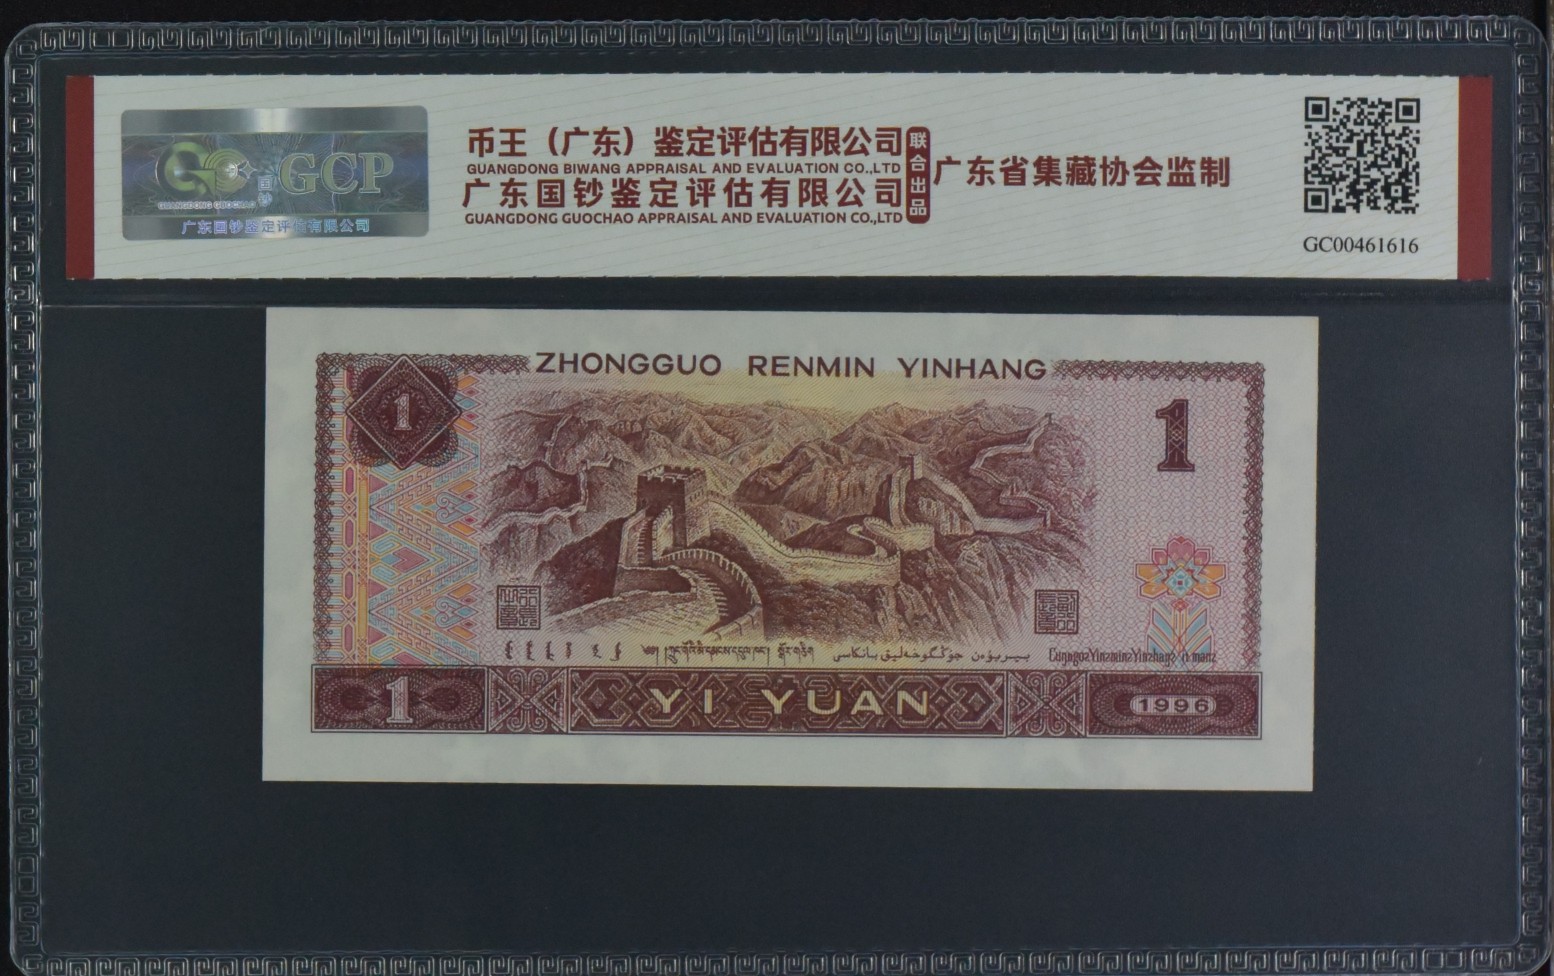 GCP
国钞
GUANGDONG GUOCHAO
广东国钞鉴定评估有限公司
币王（广东）鉴定评估有限公司
GUANGDONG BIWANG APPRAISAL AND EVALUATION CO.,LTD
广东国钞鉴定评估有限公司
GUANGDONG GUOCHAO APPRAISAL AND EVALUATION CO.,LTD
联合出品
广东省集藏协会监制
GC00461616
ZHONGGUO RENMIN YINHANG
1
1
1
YI YUAN
1996